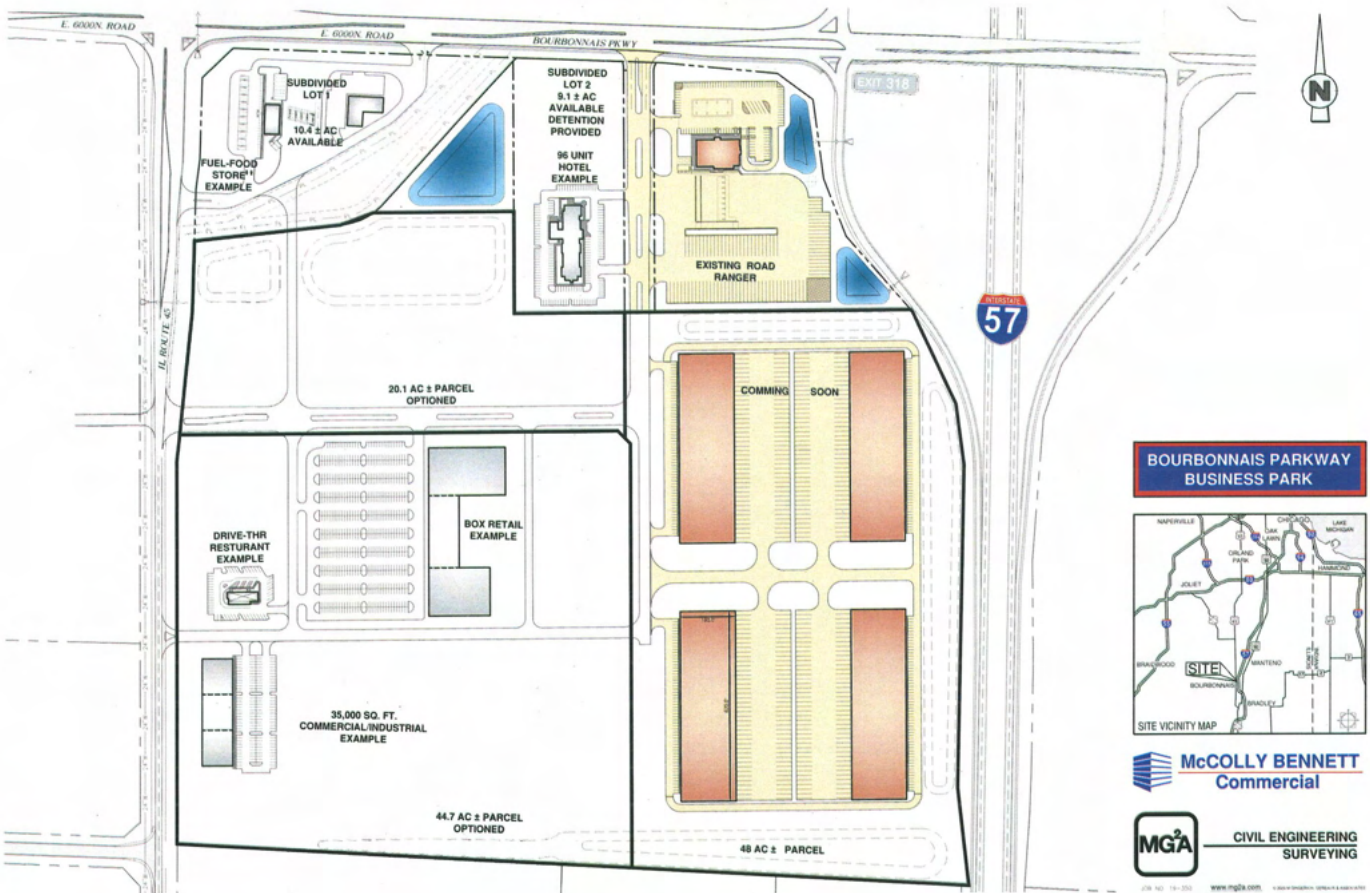 E. 6000N. ROAD
E. 6000N. ROAD
BOURBONNAIS PKWY
EXIT 318
N
SUBDIVIDED
LOT 1
10.4 ± AC
AVAILABLE
FUEL-FOOD
STORE
EXAMPLE
SUBDIVIDED
LOT 2
9.1 ± AC
AVAILABLE
DETENTION
PROVIDED
96 UNIT
HOTEL
EXAMPLE
EXISTING ROAD
RANGER
INTERSTATE
57
IL ROUTE 45
20.1 AC ± PARCEL
OPTIONED
COMMING SOON
DRIVE-THR
RESTURANT
EXAMPLE
BOX RETAIL
EXAMPLE
35,000 SQ. FT.
COMMERCIAL/INDUSTRIAL
EXAMPLE
44.7 AC ± PARCEL
OPTIONED
48 AC ± PARCEL
BOURBONNAIS PARKWAY
BUSINESS PARK
NAPERVILLE
CHICAGO
LAKE
MICHIGAN
OAK
LAWN
ORLAND
PARK
HAMMOND
JOLIET
BRAIDWOOD
SITE
MANTENO
BOURBONNAIS
BRADLEY
SITE VICINITY MAP
McCOLLY BENNETT
Commercial
MG2A
CIVIL ENGINEERING
SURVEYING
www.mg2a.com